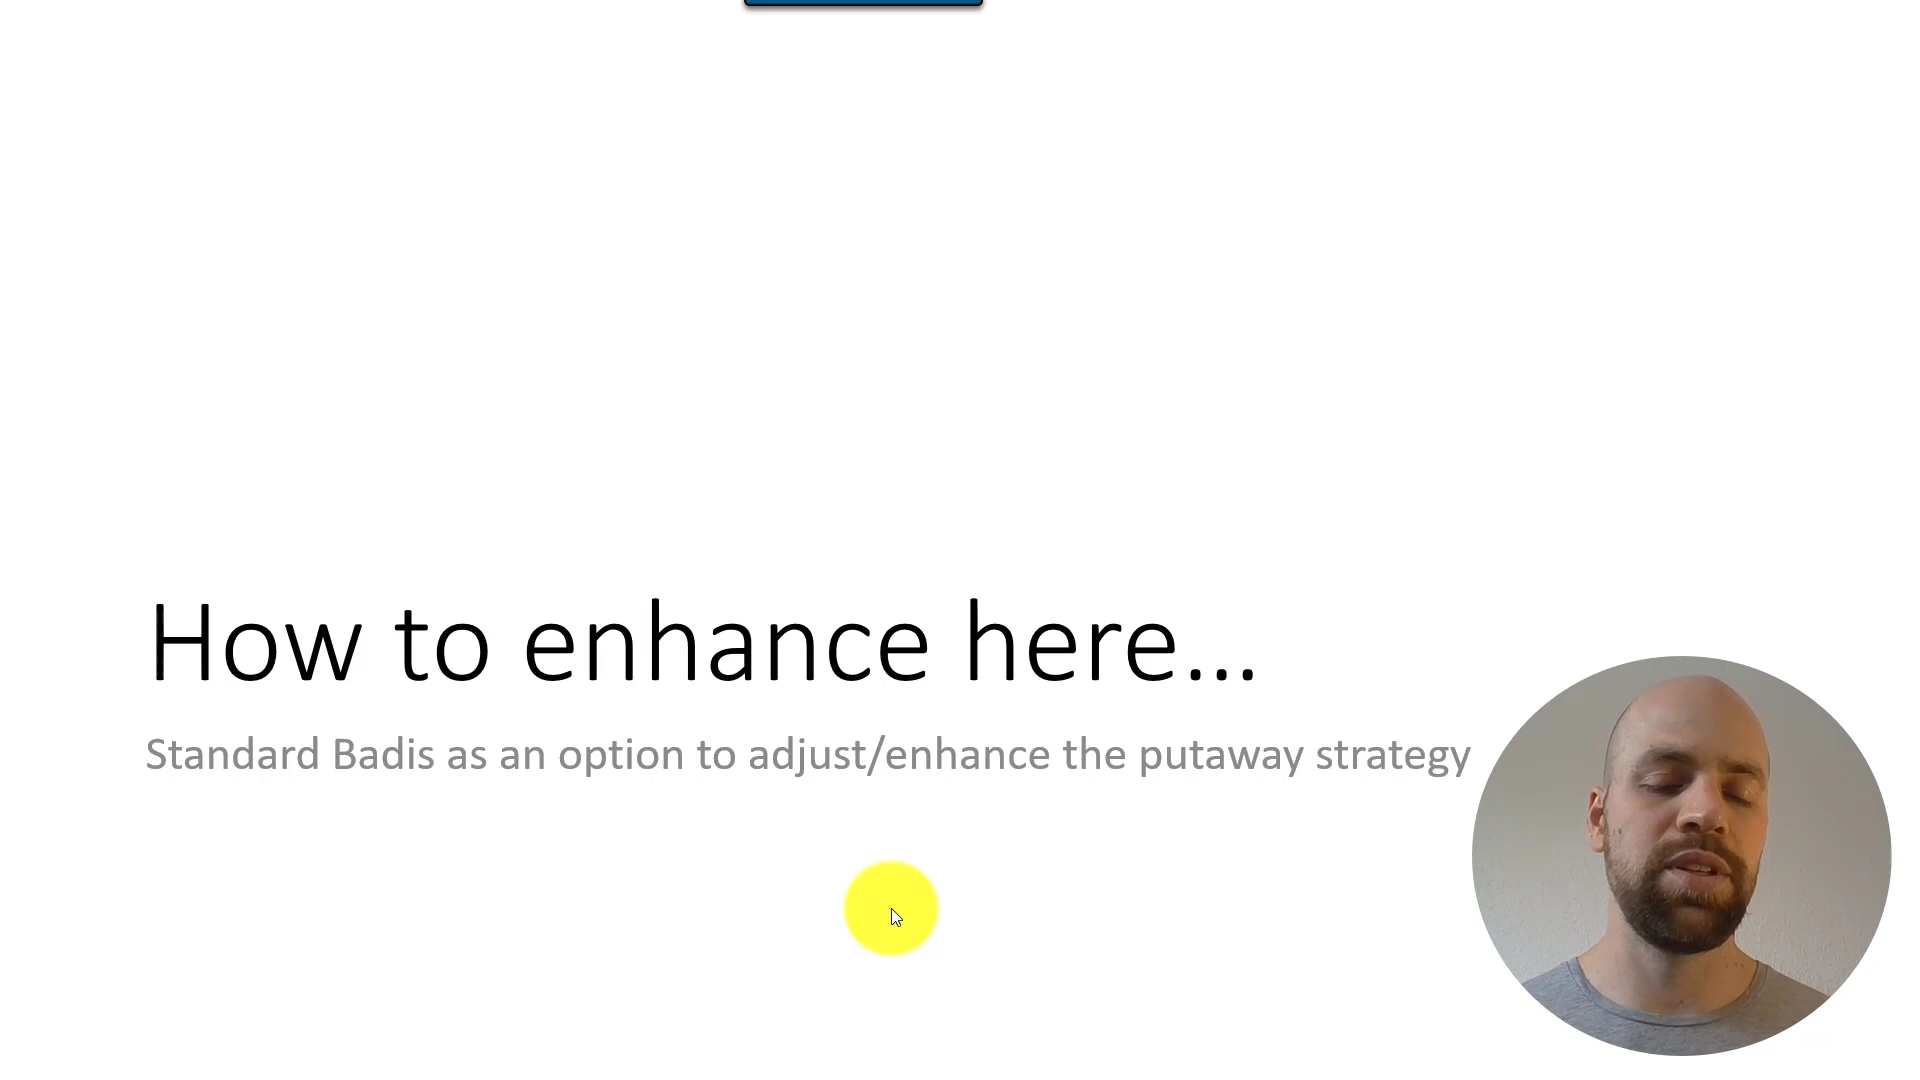 How to enhance here...
Standard Badis as an option to adjust/enhance the putaway strategy